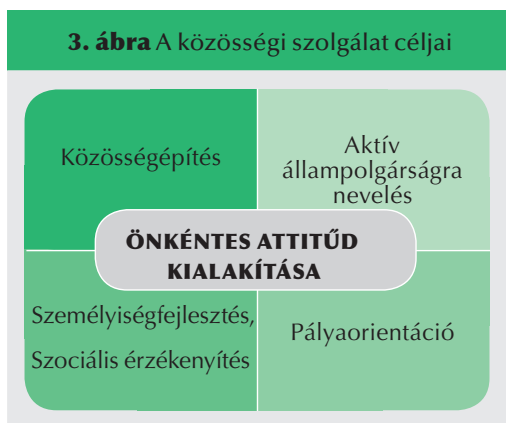 3. ábra A közösségi szolgálat céljai
Közösségépítés
Aktív
állampolgárságra
nevelés
ÖNKÉNTES ATTITŰD
KIALAKÍTÁSA
Személyiségfejlesztés,
Szociális érzékenyítés
Pályaorientáció